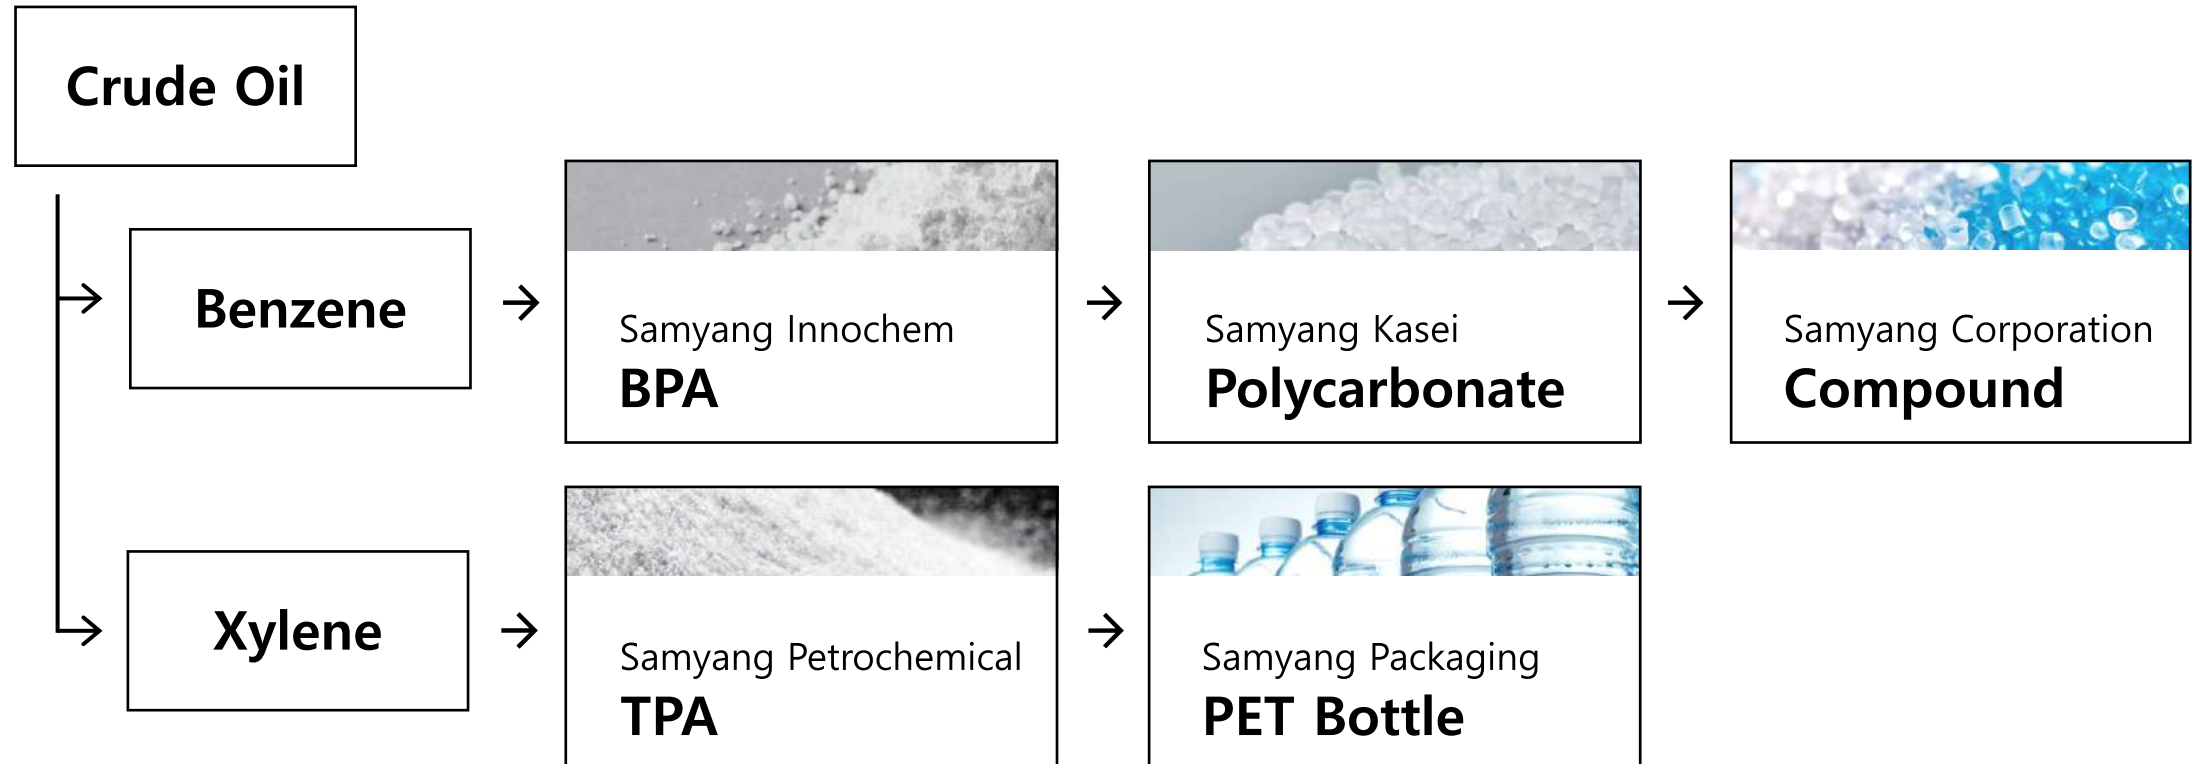 Crude Oil
Benzene
Samyang Innochem
BPA
Samyang Kasei
Polycarbonate
Samyang Corporation
Compound
Xylene
Samyang Petrochemical
TPA
Samyang Packaging
PET Bottle